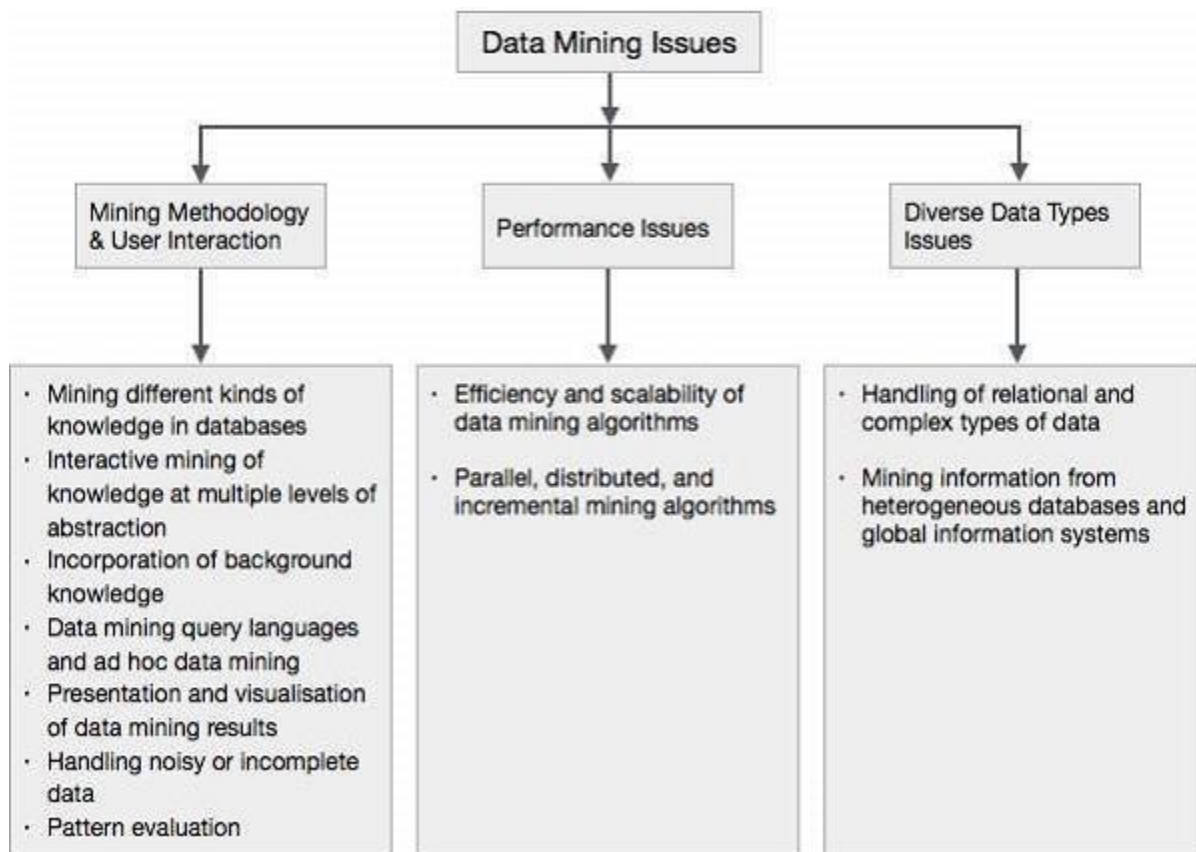 Data Mining Issues
Mining Methodology
& User Interaction
Performance Issues
Diverse Data Types
Issues
· Mining different kinds of
knowledge in databases
· Interactive mining of
knowledge at multiple levels of
abstraction
· Incorporation of background
knowledge
· Data mining query languages
and ad hoc data mining
· Presentation and visualisation
of data mining results
· Handling noisy or incomplete
data
· Pattern evaluation
· Efficiency and scalability of
data mining algorithms
· Parallel, distributed, and
incremental mining algorithms
· Handling of relational and
complex types of data
· Mining information from
heterogeneous databases and
global information systems